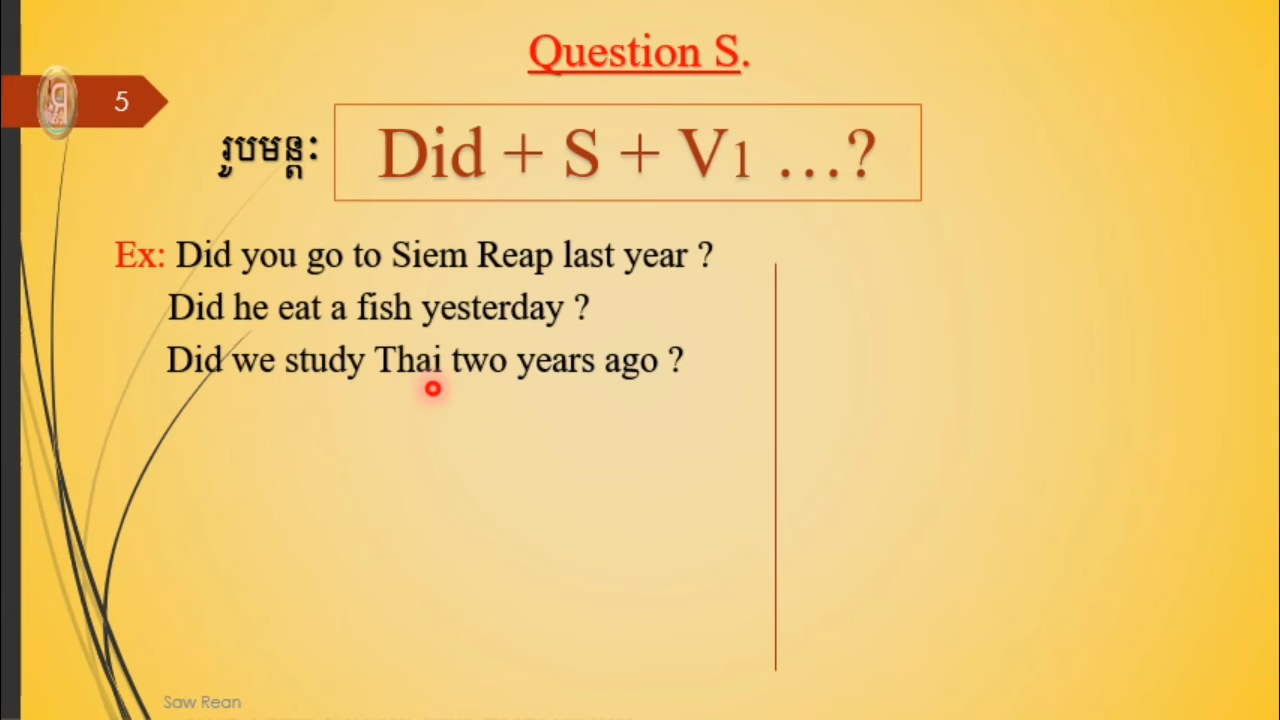 Question S.
5
រូបមន្តៈ Did + S + V1 …?
Ex: Did you go to Siem Reap last year ?
Did he eat a fish yesterday ?
Did we study Thai two years ago ?
Saw Rean